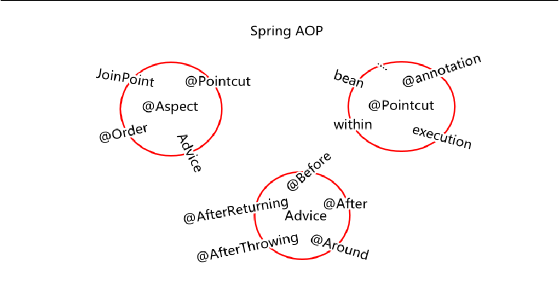 Spring AOP
JoinPoint
@Pointcut
@Aspect
@Order
Advice
bean
...
@annotation
@Pointcut
within
execution
@Before
@AfterReturning
@After
Advice
@AfterThrowing
@Around